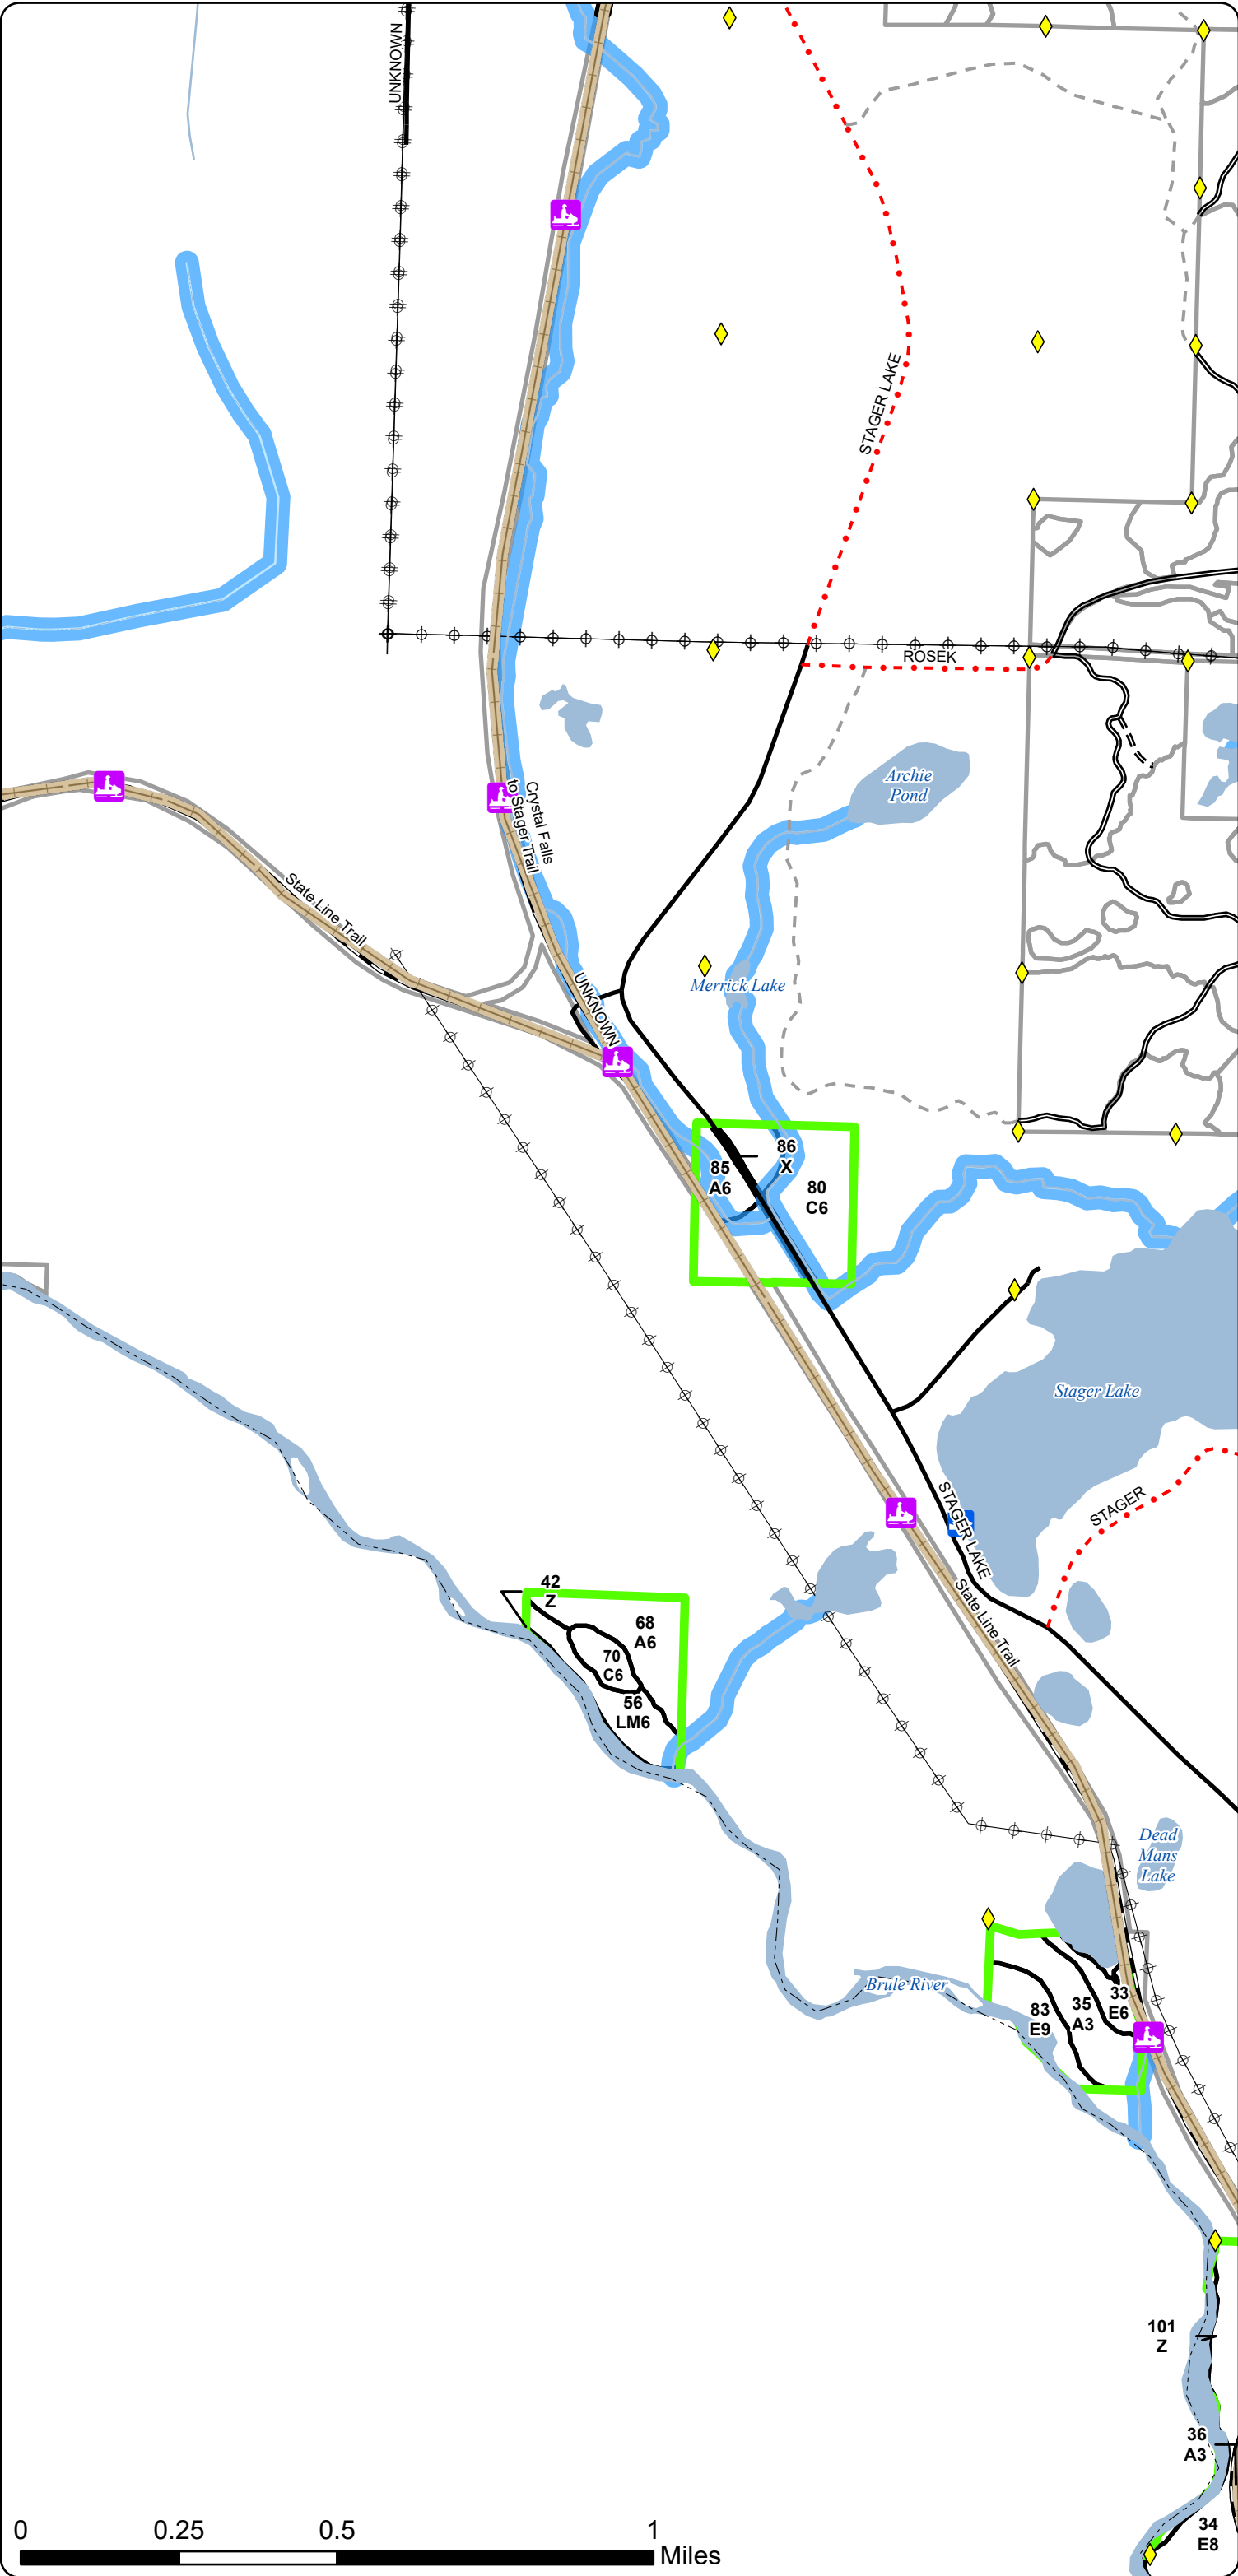 UNKNOWN
STAGER LAKE
ROSEK
Archie
Pond
Crystal Falls
to Stager Trail
State Line Trail
UNKNOWN
Merrick Lake
86
X
85
A6
80
C6
Stager Lake
STAGER LAKE
STAGER
42
Z
68
A6
70
C6
56
LM6
State Line Trail
Dead
Mans
Lake
Brule River
33
E6
35
A3
83
E9
101
Z
36
A3
34
E8
0 0.25 0.5 1
Miles